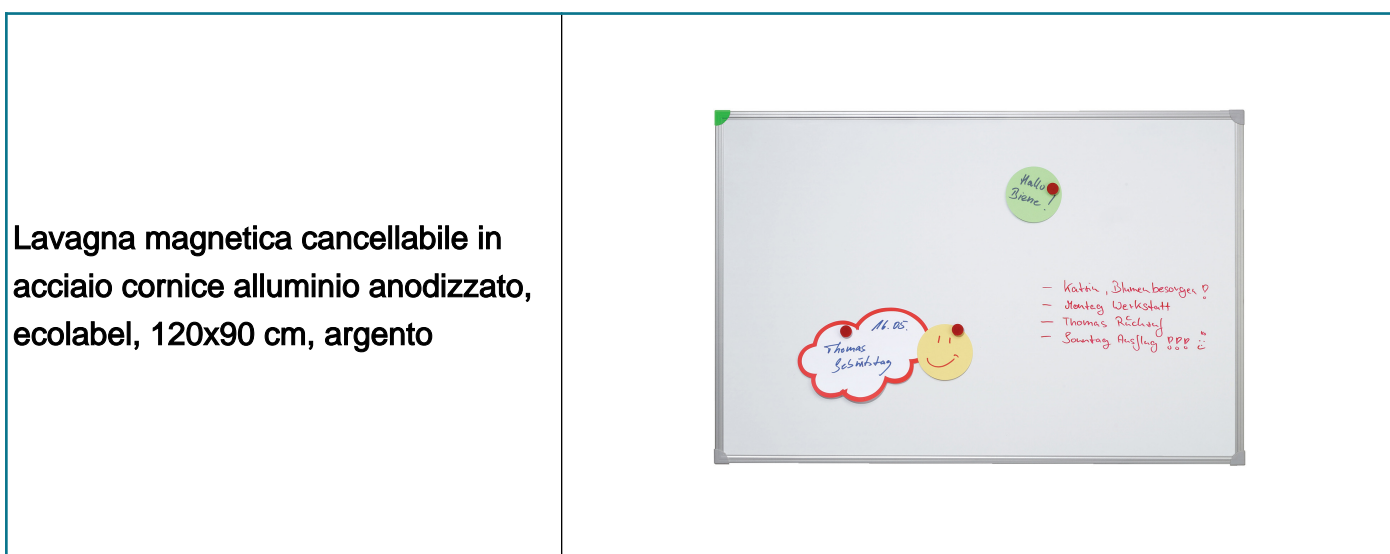 Lavagna magnetica cancellabile in
acciaio cornice alluminio anodizzato,
ecolabel, 120x90 cm, argento
Hallo
Biene!
— Katrin, Blumen besorgen!
— Montag Werkstatt
— Thomas Rückruf
— Sonntag Ausflug !!!
16.05.
Thomas
Geburtstag